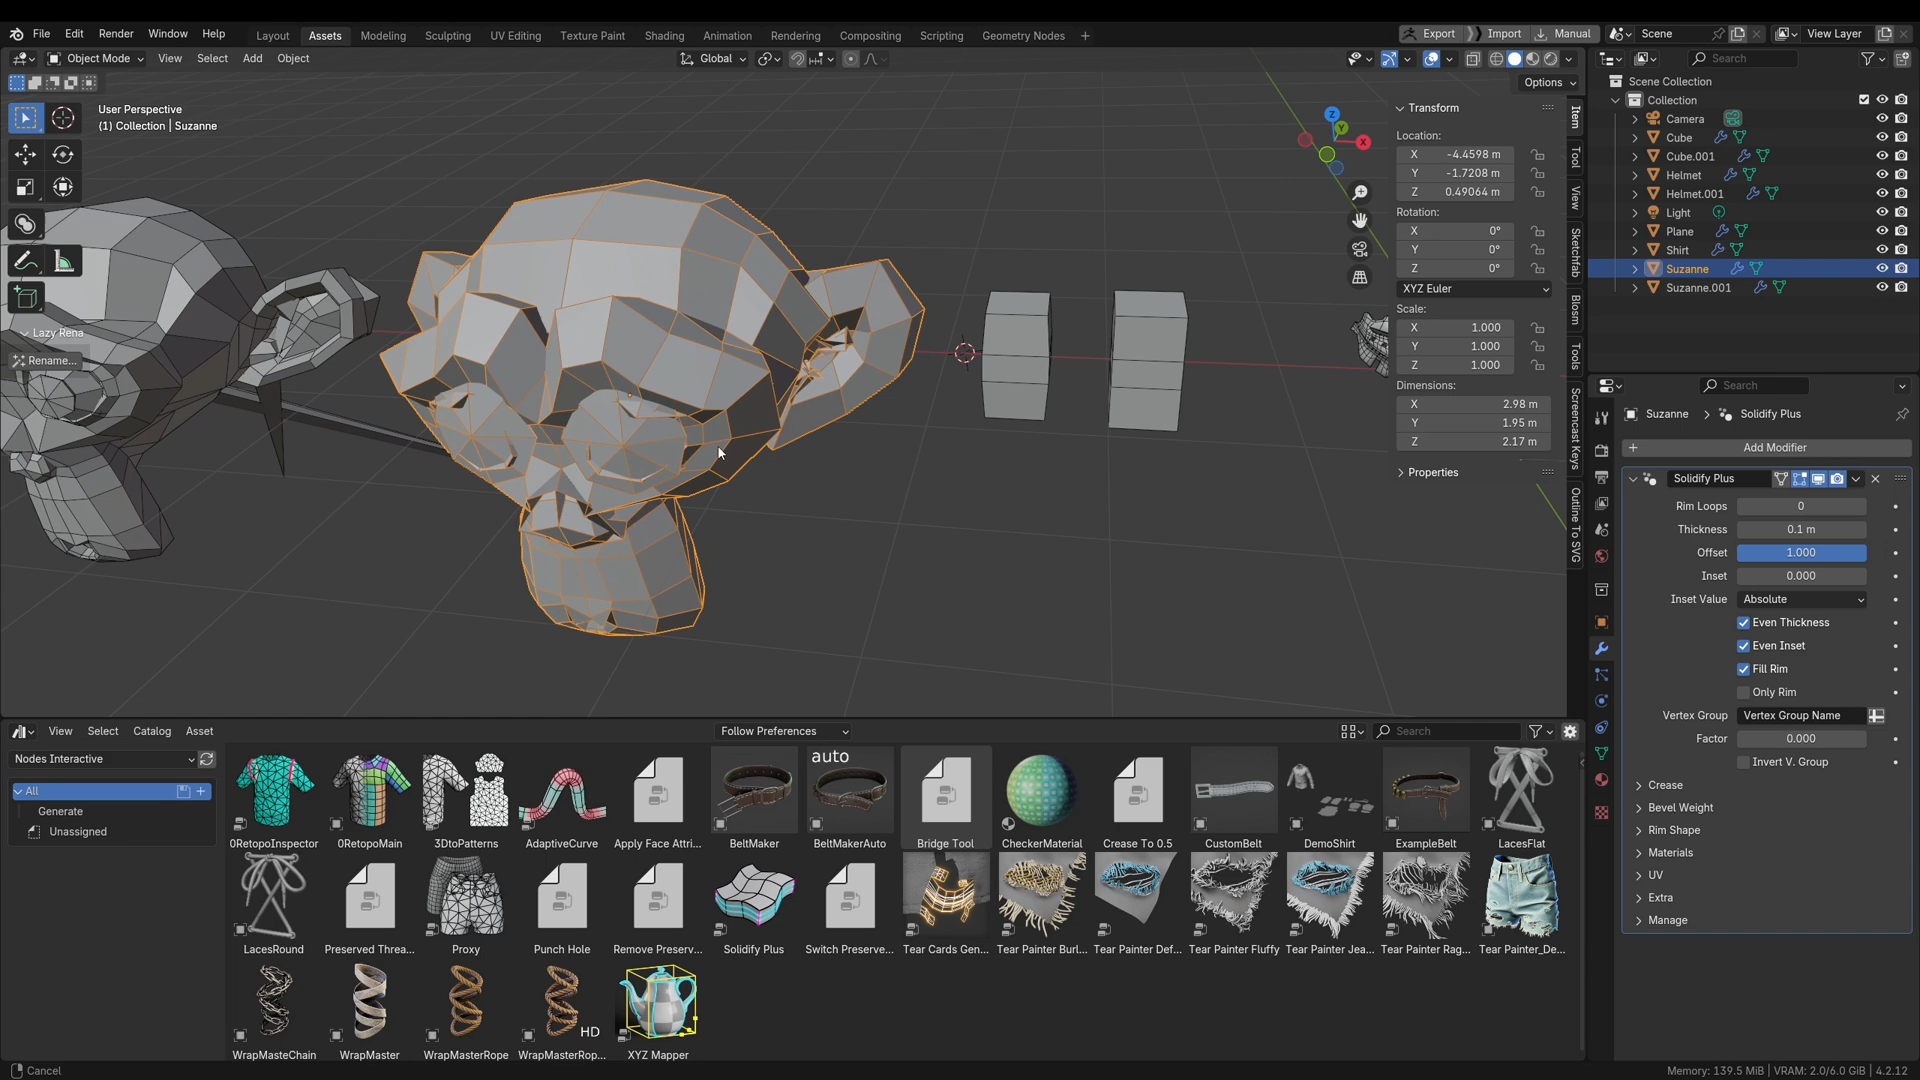 File Edit Render Window Help Layout Assets Modeling Sculpting UV Editing Texture Paint Shading Animation Rendering Compositing Scripting Geometry Nodes + Export Import Manual Scene View Layer
Object Mode View Select Add Object Global Search
Options
User Perspective
(1) Collection | Suzanne
Z
Y
X
Lazy Rena
Rename...
Transform
Location:
X -4.4598 m
Y -1.7208 m
Z 0.49064 m
Rotation:
X 0°
Y 0°
Z 0°
XYZ Euler
Scale:
X 1.000
Y 1.000
Z 1.000
Dimensions:
X 2.98 m
Y 1.95 m
Z 2.17 m
Properties
Item
Tool
View
Sketchfab
Blosm
Tools
Screencast Keys
Outline To SVG
Scene Collection
Collection
Camera
Cube
Cube.001
Helmet
Helmet.001
Light
Plane
Shirt
Suzanne
Suzanne.001
Search
Suzanne Solidify Plus
+ Add Modifier
Solidify Plus
Rim Loops 0
Thickness 0.1 m
Offset 1.000
Inset 0.000
Inset Value Absolute
Even Thickness
Even Inset
Fill Rim
Only Rim
Vertex Group Vertex Group Name
Factor 0.000
Invert V. Group
Crease
Bevel Weight
Rim Shape
Materials
UV
Extra
Manage
View Select Catalog Asset Follow Preferences Search
Nodes Interactive
All
Generate
Unassigned
auto
0RetopoInspector 0RetopoMain 3DtoPatterns AdaptiveCurve Apply Face Attri... BeltMaker BeltMakerAuto Bridge Tool CheckerMaterial Crease To 0.5 CustomBelt DemoShirt ExampleBelt LacesFlat
LacesRound Preserved Threa... Proxy Punch Hole Remove Preserv... Solidify Plus Switch Preserve... Tear Cards Gen... Tear Painter Burl... Tear Painter Def... Tear Painter Fluffy Tear Painter Jea... Tear Painter Rag... Tear Painter_De...
HD
WrapMasteChain WrapMaster WrapMasterRope WrapMasterRop... XYZ Mapper
Cancel
Memory: 139.5 MiB | VRAM: 2.0/6.0 GiB | 4.2.12